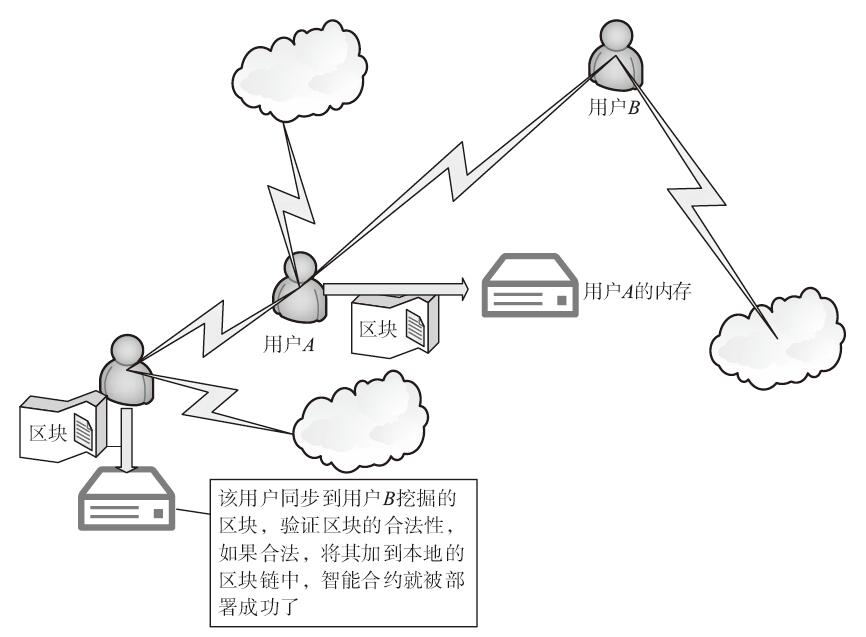 用户B
用户A的内存
区块
用户A
区块
该用户同步到用户B挖掘的
区块，验证区块的合法性，
如果合法，将其加到本地的
区块链中，智能合约就被部
署成功了